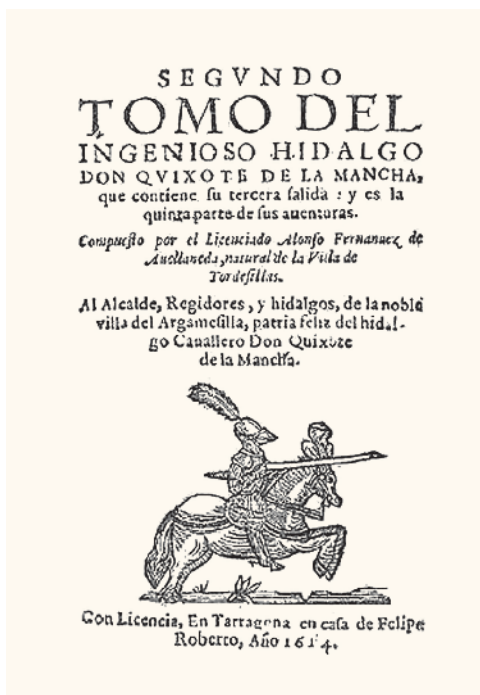 SEGVNDO
TOMO DEL
INGENIOSO HIDALGO
DON QVIXOTE DE LA MANCHA,
que contiene su tercera salida : y es la
quinta parte de sus auenturas.
Compuesto por el Licenciado Alonso Fernandez de
Auellaneda, natural de la Villa de
Tordesillas.
Al Alcalde, Regidores, y hidalgos, de la noble
villa del Argamesilla, patria feliz del hidal-
go Cauallero Don Quixote
de la Mancha.
Con Licencia, En Tarragona en casa de Felipe
Roberto, Año 1614.